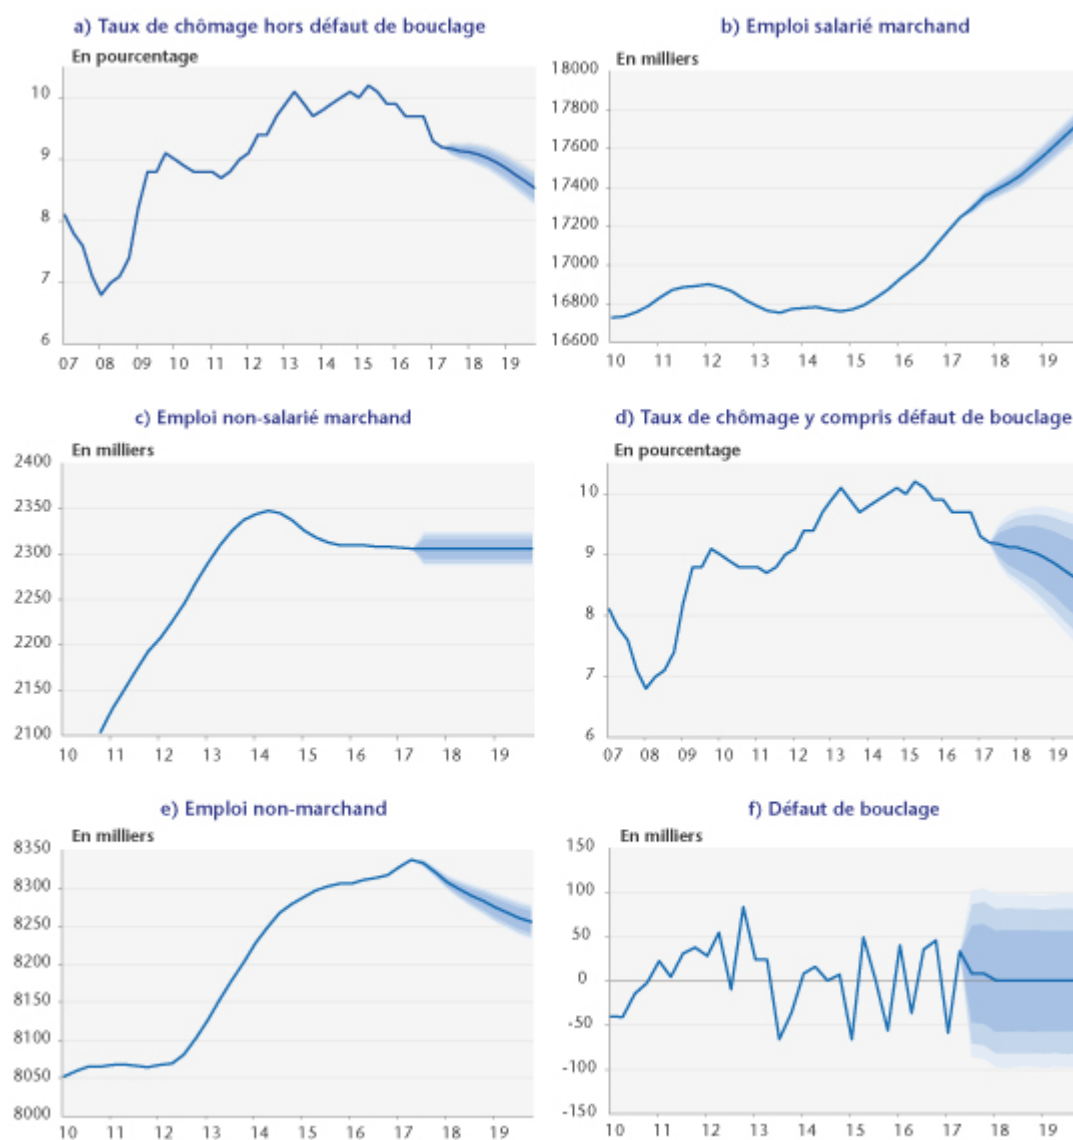 a) Taux de chômage hors défaut de bouclage
En pourcentage
10
9
8
7
6
07 08 09 10 11 12 13 14 15 16 17 18 19
b) Emploi salarié marchand
En milliers
18000
17800
17600
17400
17200
17000
16800
16600
10 11 12 13 14 15 16 17 18 19
c) Emploi non-salarié marchand
En milliers
2400
2350
2300
2250
2200
2150
2100
10 11 12 13 14 15 16 17 18 19
d) Taux de chômage y compris défaut de bouclage
En pourcentage
10
9
8
7
6
07 08 09 10 11 12 13 14 15 16 17 18 19
e) Emploi non-marchand
En milliers
8350
8300
8250
8200
8150
8100
8050
8000
10 11 12 13 14 15 16 17 18 19
f) Défaut de bouclage
En milliers
150
100
50
0
-50
-100
-150
10 11 12 13 14 15 16 17 18 19